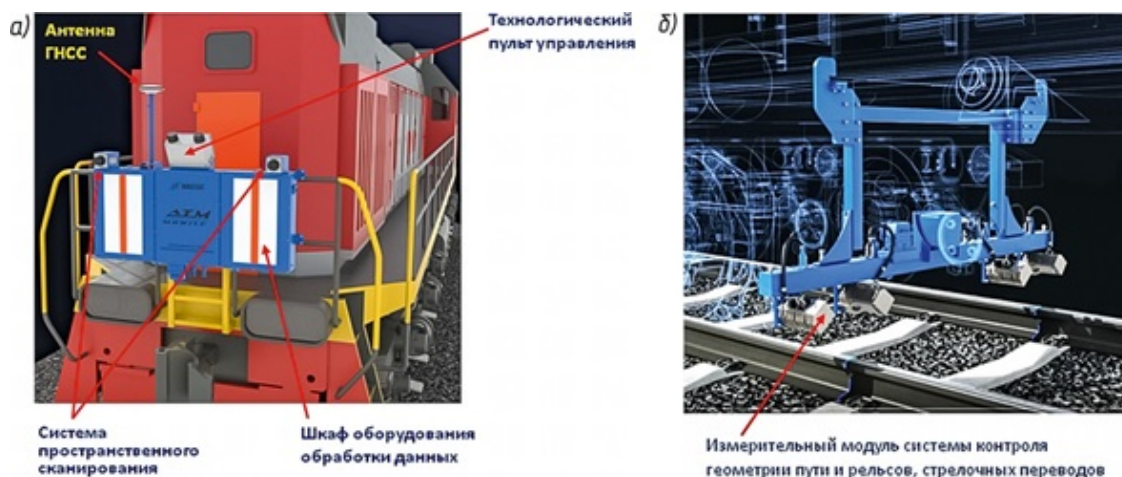 а)
Антенна
ГНСС
Технологический
пульт управления
б)
АТМ
Система
пространственного
сканирования
Шкаф оборудования
обработки данных
Измерительный модуль системы контроля
геометрии пути и рельсов, стрелочных переводов